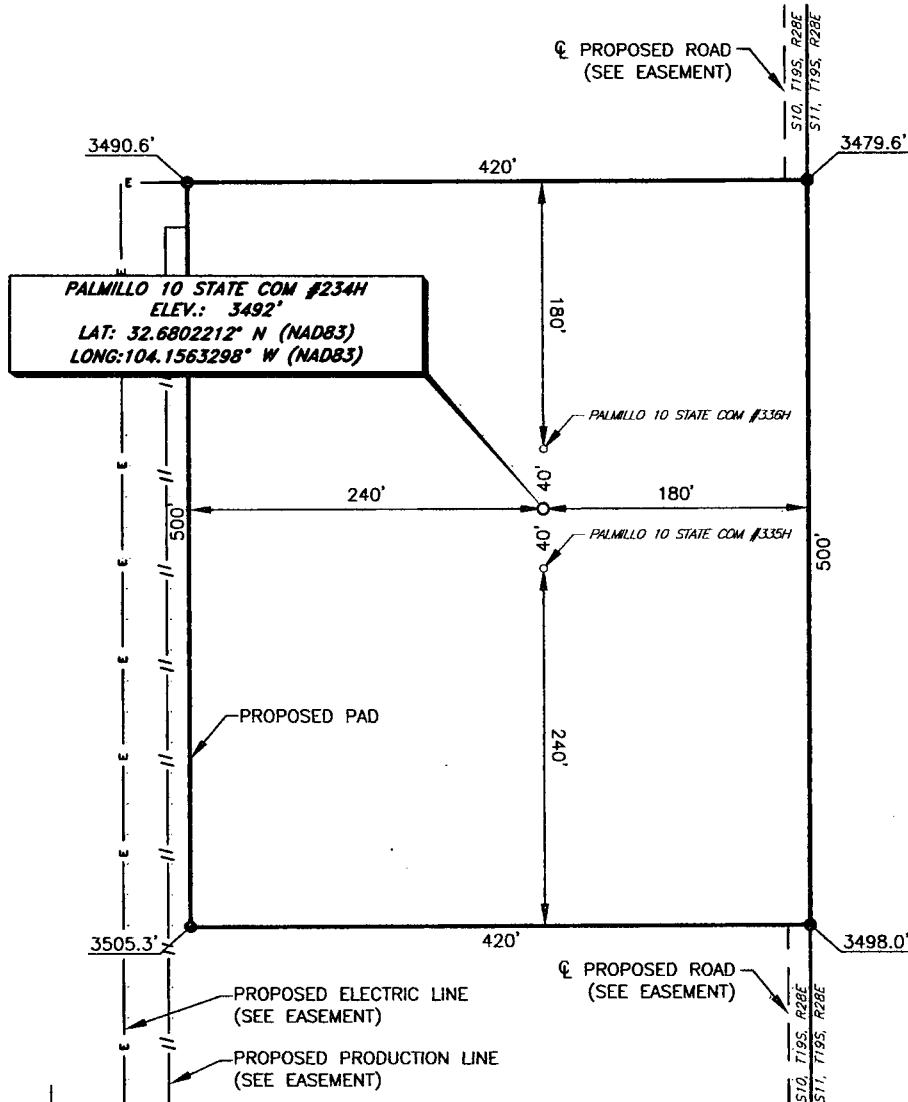 ℄ PROPOSED ROAD
(SEE EASEMENT)
S10, T19S, R28E
S11, T19S, R28E
3490.6'
420'
3479.6'
E
PALMILLO 10 STATE COM #234H
ELEV.: 3492'
LAT: 32.6802212° N (NAD83)
LONG:104.1563298° W (NAD83)
E
180'
PALMILLO 10 STATE COM #336H
40'
E
240'
180'
500'
500'
40'
PALMILLO 10 STATE COM #335H
E
E
PROPOSED PAD
240'
E
E
3505.3'
420'
3498.0'
℄ PROPOSED ROAD
(SEE EASEMENT)
S10, T19S, R28E
S11, T19S, R28E
PROPOSED ELECTRIC LINE
(SEE EASEMENT)
E
PROPOSED PRODUCTION LINE
(SEE EASEMENT)